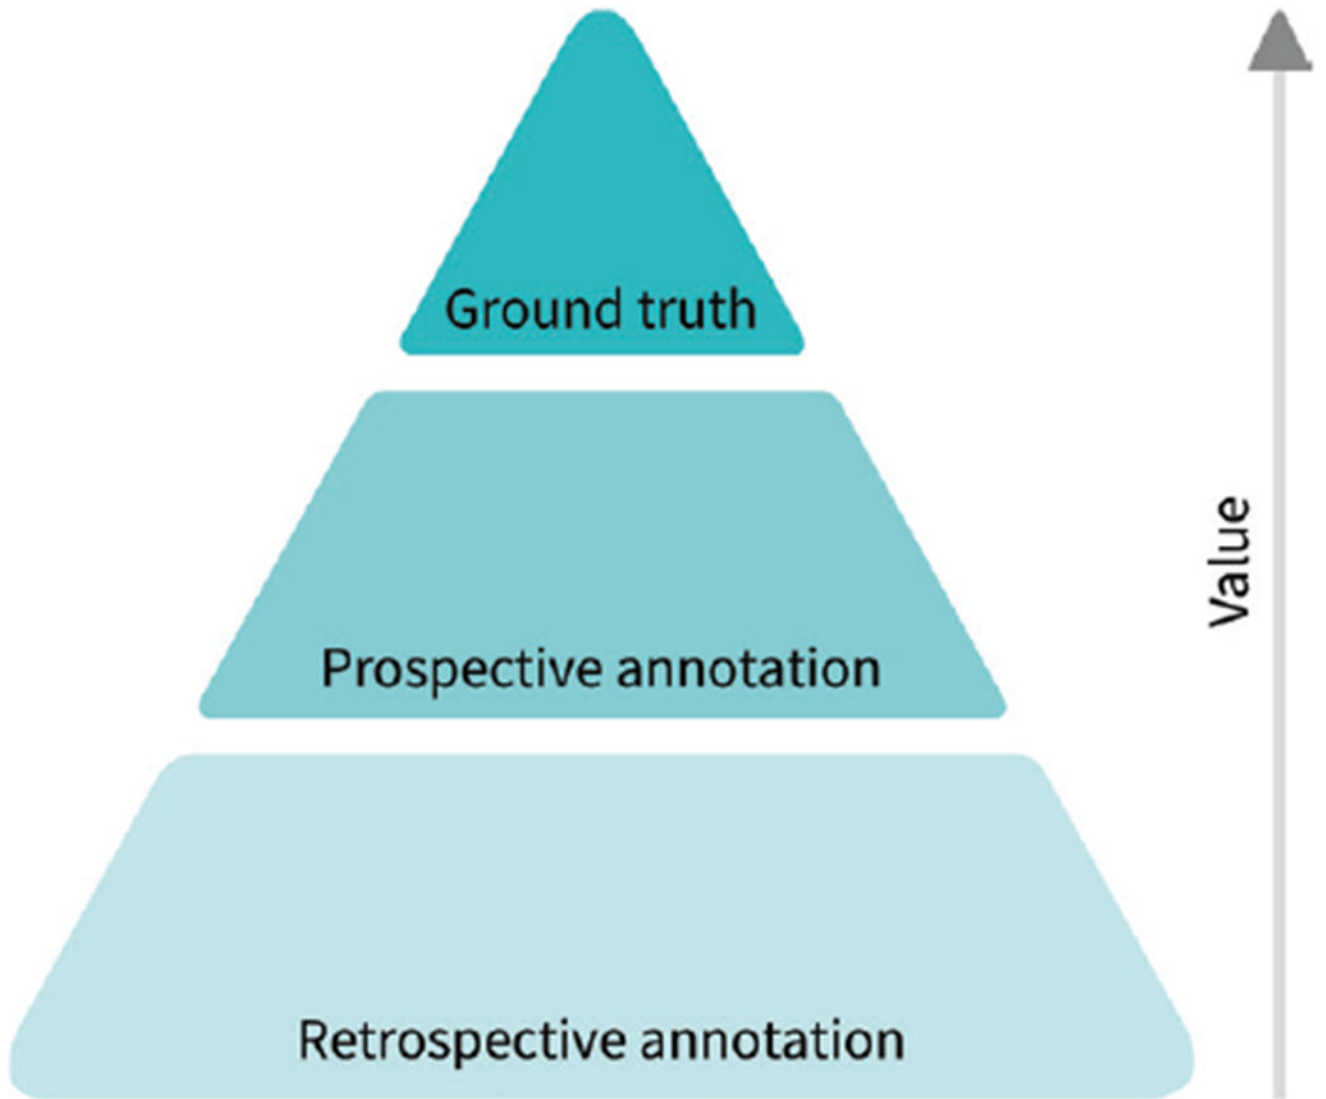 Ground truth
Prospective annotation
Retrospective annotation
Value